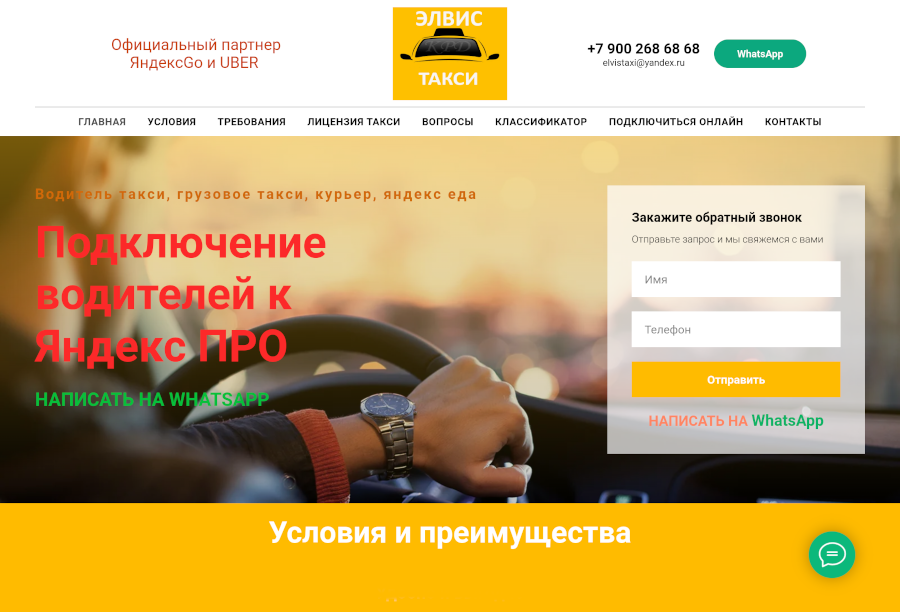 Официальный партнер
ЯндексGo и UBER
ЭЛВИС
ТАКСИ
+7 900 268 68 68
elvistaxi@yandex.ru
WhatsApp
ГЛАВНАЯ УСЛОВИЯ ТРЕБОВАНИЯ ЛИЦЕНЗИЯ ТАКСИ ВОПРОСЫ КЛАССИФИКАТОР ПОДКЛЮЧИТЬСЯ ОНЛАЙН КОНТАКТЫ
Водитель такси, грузовое такси, курьер, яндекс еда
Подключение
водителей к
Яндекс ПРО
НАПИСАТЬ НА WHATSAPP
Закажите обратный звонок
Отправьте запрос и мы свяжемся с вами
Имя
Телефон
Отправить
НАПИСАТЬ НА WhatsApp
Условия и преимущества